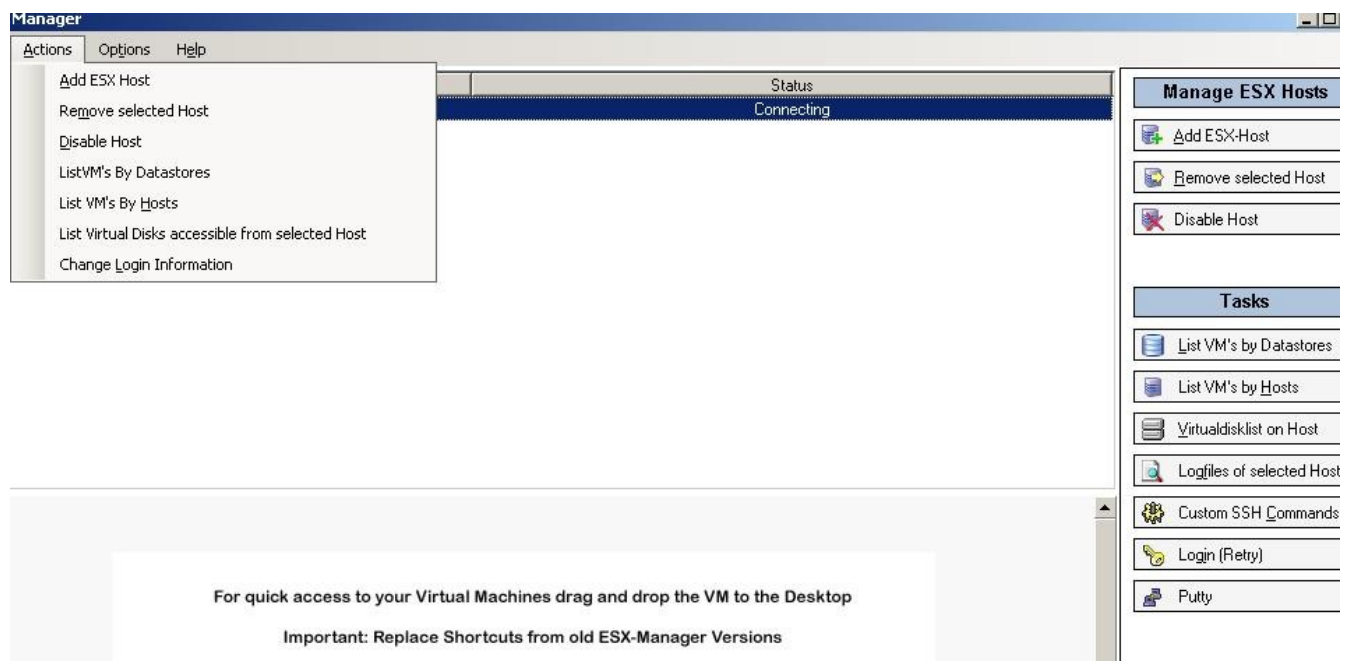 Manager
Actions Options Help
Add ESX Host
Remove selected Host
Disable Host
ListVM's By Datastores
List VM's By Hosts
List Virtual Disks accessible from selected Host
Change Login Information
Status
Connecting
Manage ESX Hosts
Add ESX-Host
Remove selected Host
Disable Host
Tasks
List VM's by Datastores
List VM's by Hosts
Virtualdisklist on Host
Logfiles of selected Host
Custom SSH Commands
Login (Retry)
Putty
For quick access to your Virtual Machines drag and drop the VM to the Desktop
Important: Replace Shortcuts from old ESX-Manager Versions